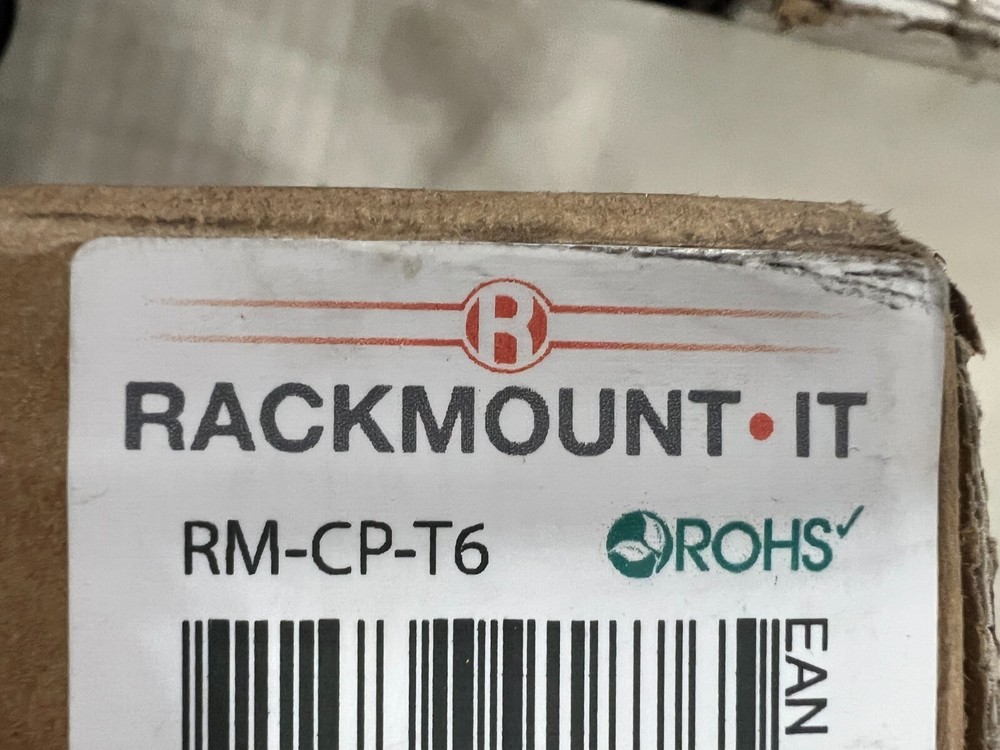 R
RACKMOUNT•IT
RM-CP-T6
ROHS✓
EAN